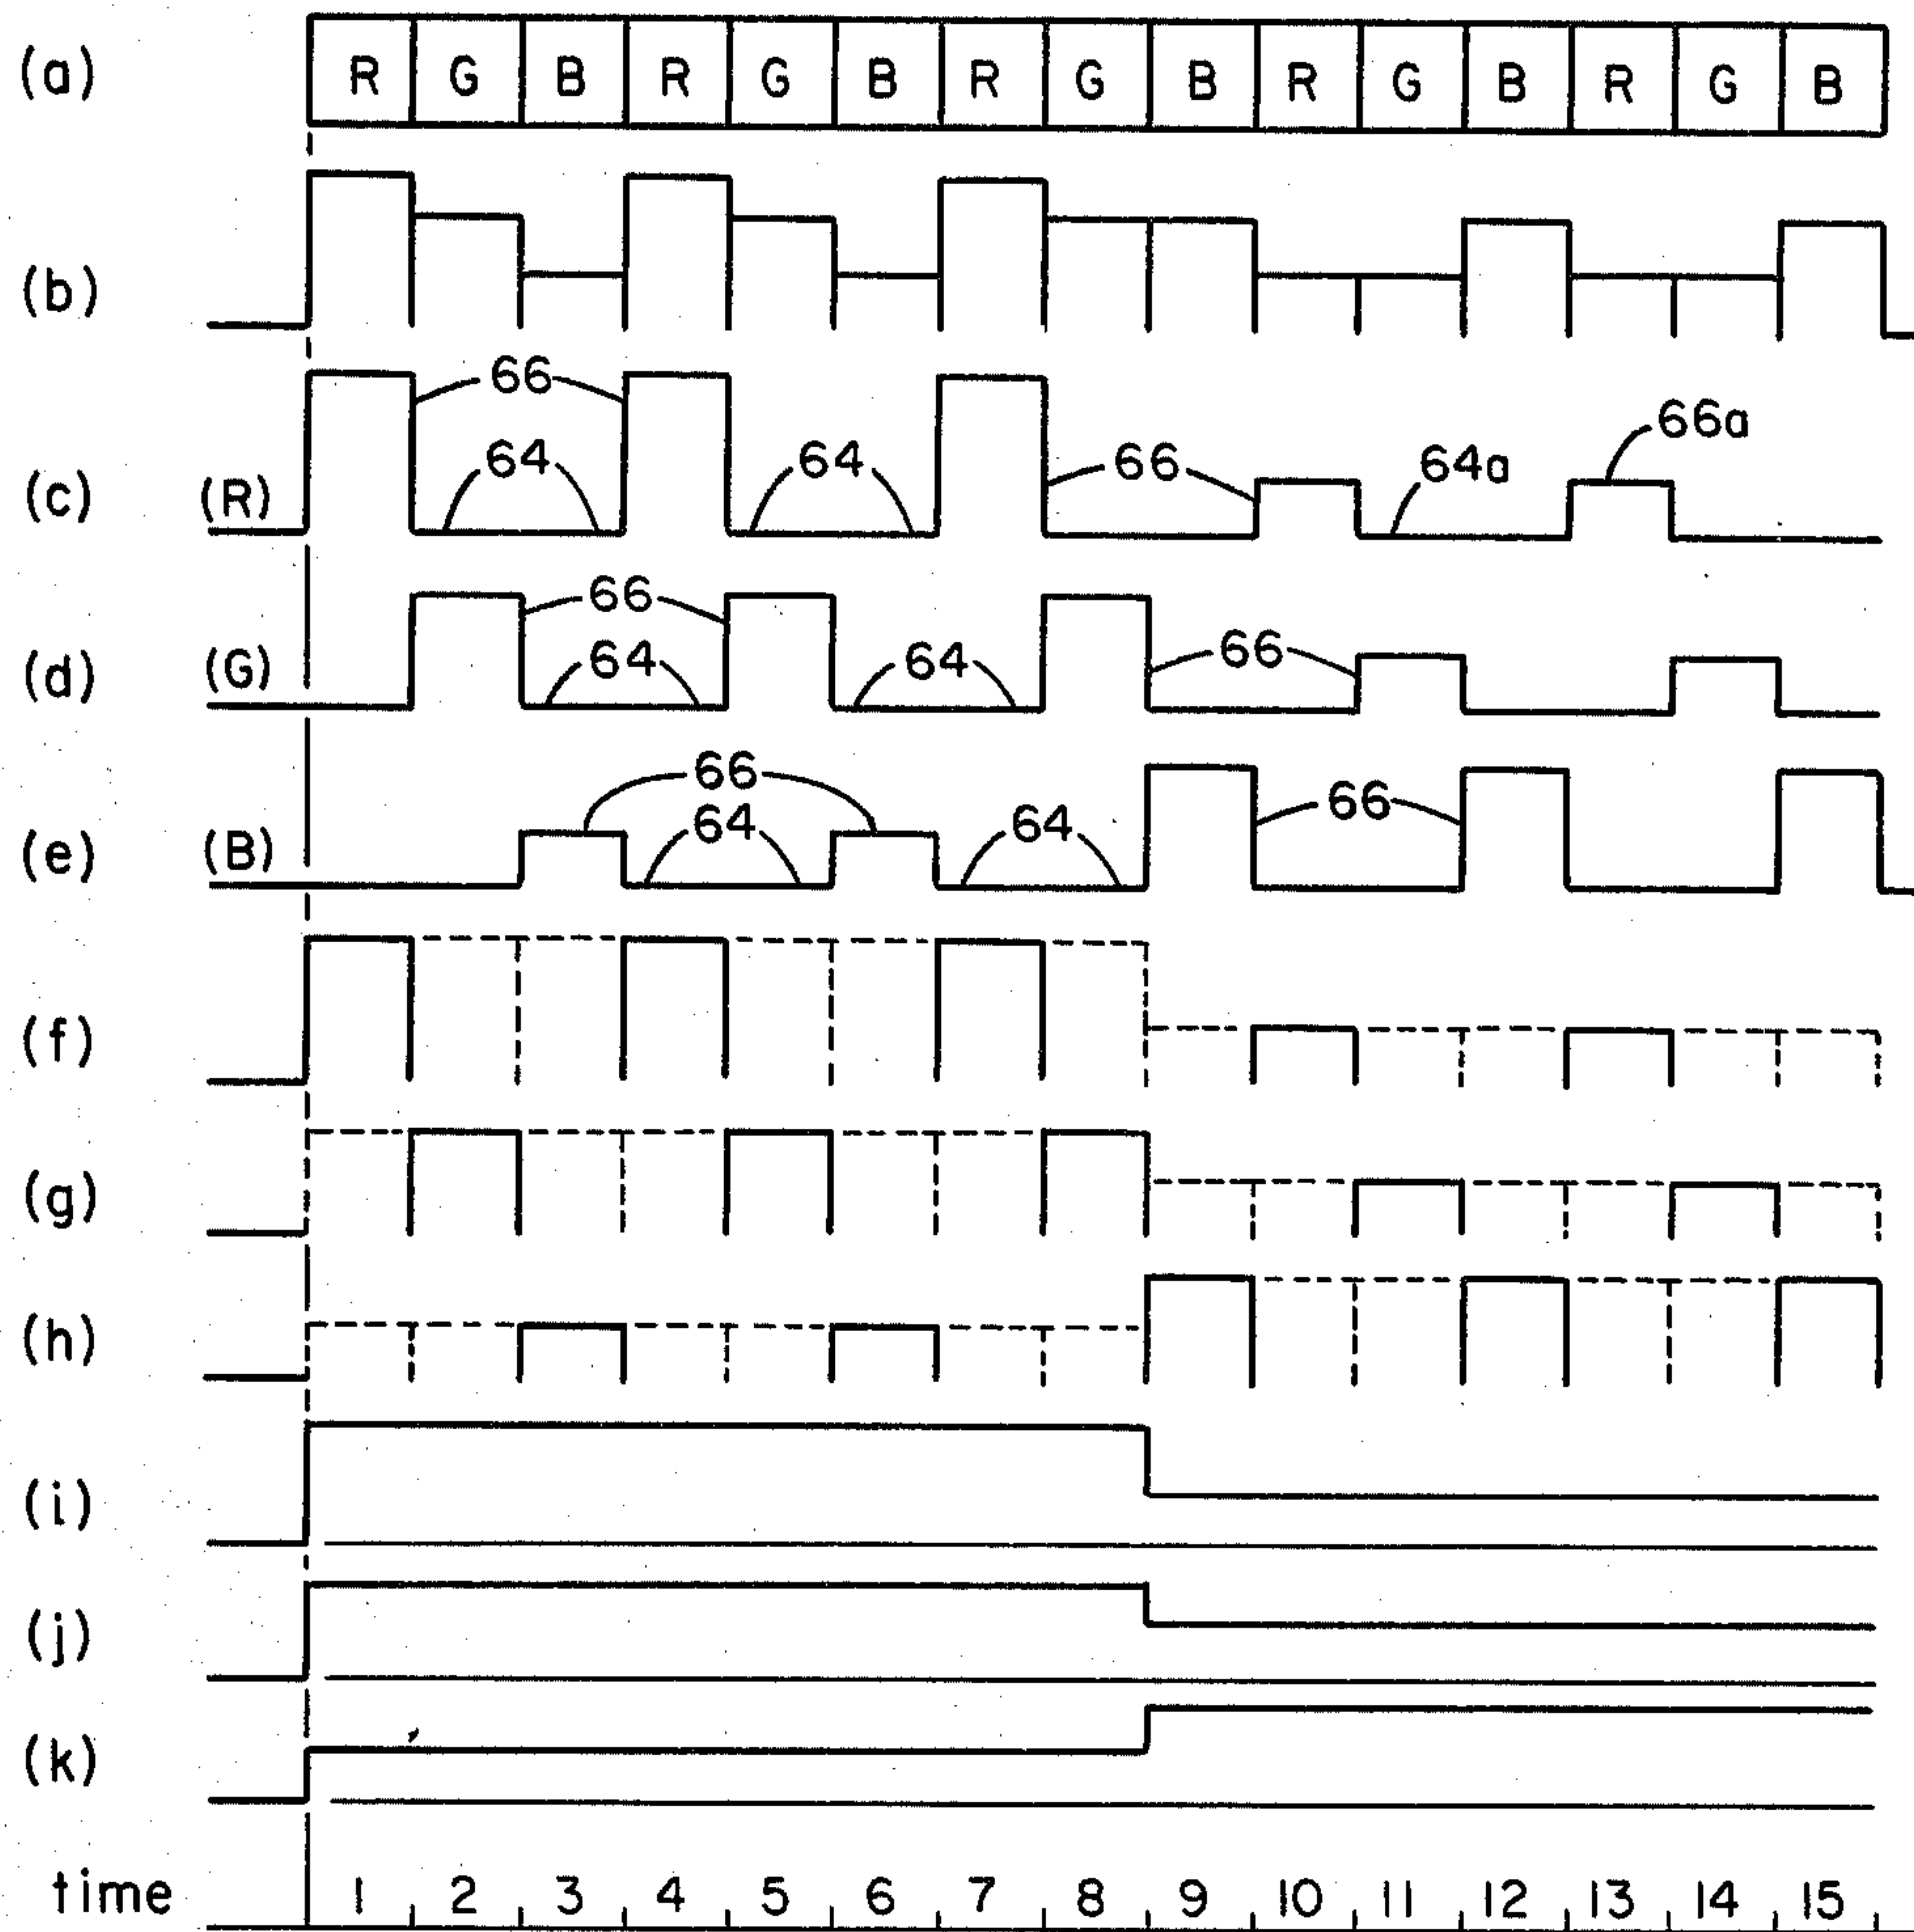 (a) R G B R G B R G B R G B R G B
(b)
66
66a
64 64 66 64a
(c) (R)
66
64 64 66
(d) (G)
66
64 64 66
(e) (B)
(f)
(g)
(h)
(i)
(j)
(k)
time 1 2 3 4 5 6 7 8 9 10 11 12 13 14 15